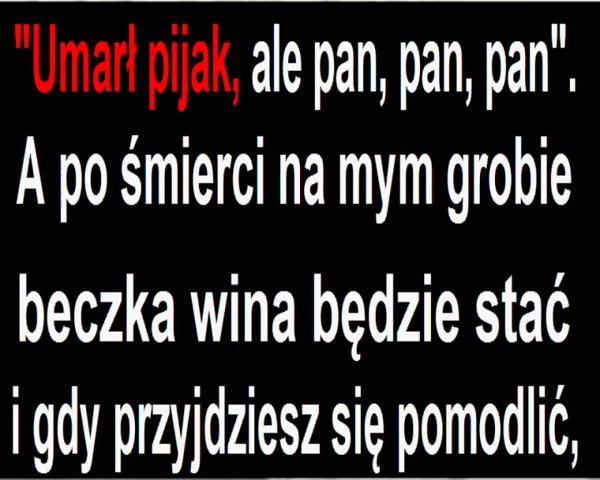 "Umarł pijak, ale pan, pan, pan".
A po śmierci na mym grobie
beczka wina będzie stać
i gdy przyjdziesz się pomodlić,